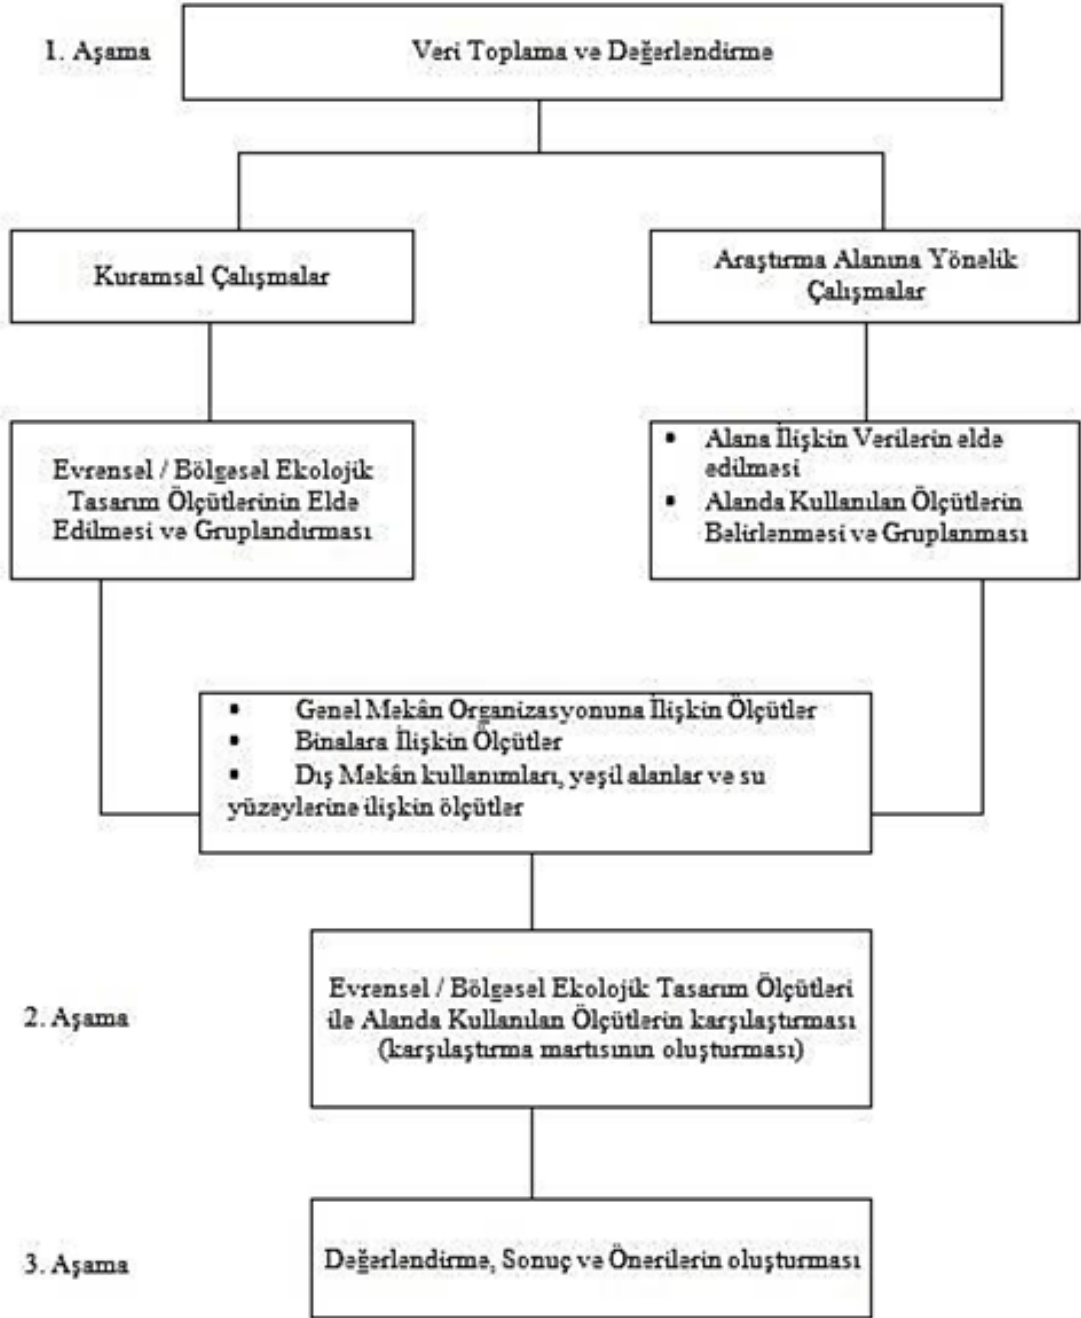 1. Aşama
Veri Toplama ve Değerlendirme
Kuramsal Çalışmalar
Araştırma Alanına Yönelik
Çalışmalar
Evrensel / Bölgesel Ekolojik
Tasarım Ölçütlerinin Elde
Edilmesi ve Gruplandırması
▪ Alana İlişkin Verilerin elde
edilmesi
▪ Alanda Kullanılan Ölçütlerin
Belirlenmesi ve Gruplanması
▪ Genel Mekân Organizasyonuna İlişkin Ölçütler
▪ Binalara İlişkin Ölçütler
▪ Dış Mekân kullanımları, yeşil alanlar ve su
yüzeylerine ilişkin ölçütler
2. Aşama
Evrensel / Bölgesel Ekolojik Tasarım Ölçütleri
ile Alanda Kullanılan Ölçütlerin karşılaştırması
(karşılaştırma martısının oluşturması)
3. Aşama
Değerlendirme, Sonuç ve Önerilerin oluşturması